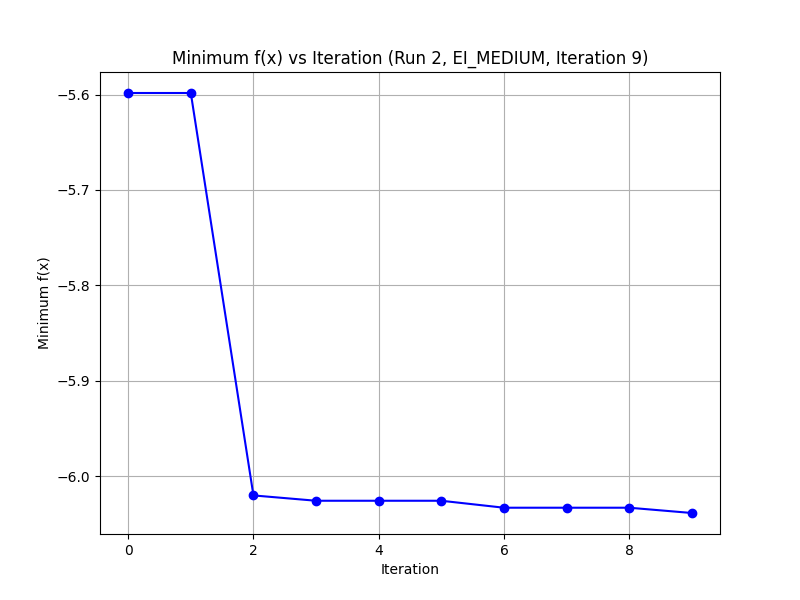 Minimum f(x) vs Iteration (Run 2, EI_MEDIUM, Iteration 9)
−5.6
−5.7
−5.8
−5.9
−6.0
Minimum f(x)
0 2 4 6 8
Iteration